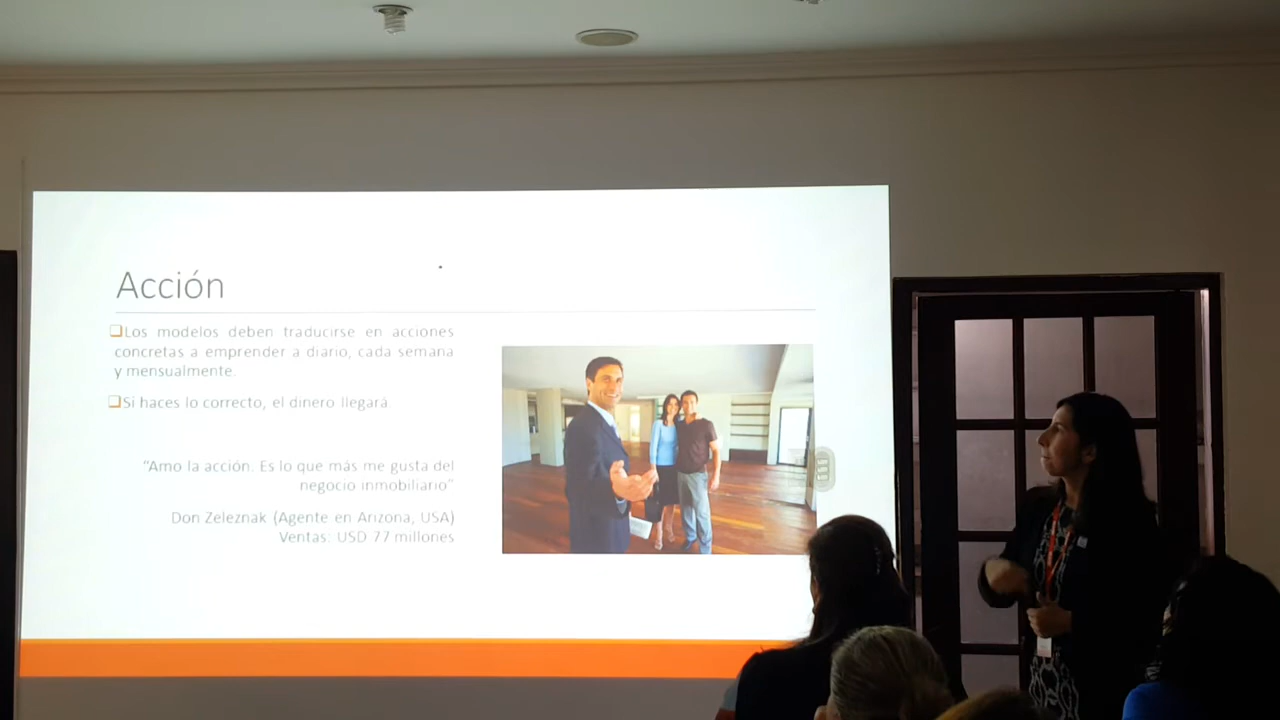 Acción
Los modelos deben traducirse en acciones
concretas a emprender a diario, cada semana
y mensualmente.
Si haces lo correcto, el dinero llegará.
“Amo la acción. Es lo que más me gusta del
negocio inmobiliario”
Don Zeleznak (Agente en Arizona, USA)
Ventas: USD 77 millones